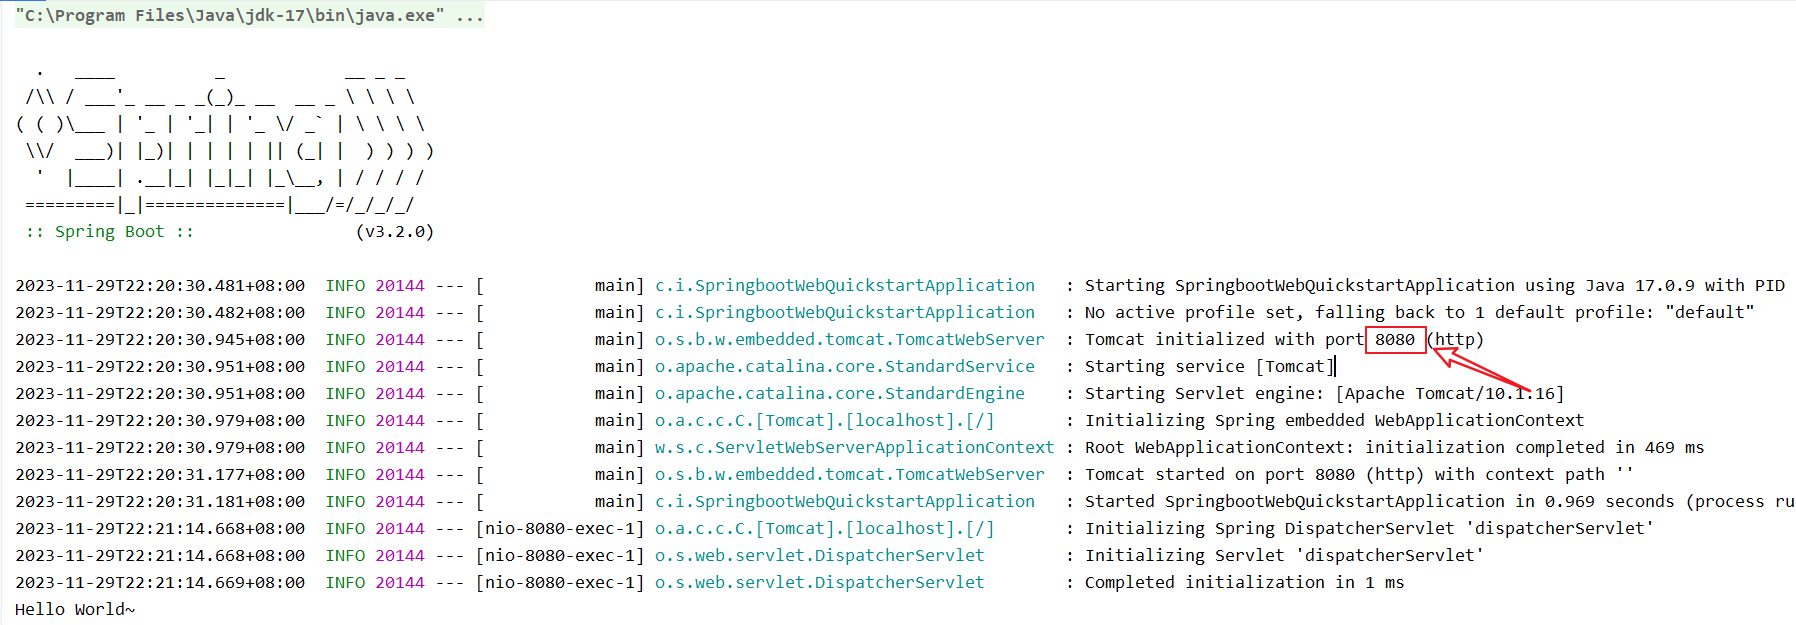 "C:\Program Files\Java\jdk-17\bin\java.exe" ...
  .   ____          _            __ _ _
 /\\ / ___'_ __ _ _(_)_ __  __ _ \ \ \ \
( ( )\___ | '_ | '_| | '_ \/ _` | \ \ \ \
 \\/  ___)| |_)| | | | | || (_| |  ) ) ) )
  '  |____| .__|_| |_|_| |_\__, | / / / /
 =========|_|==============|___/=/_/_/_/
 :: Spring Boot ::                (v3.2.0)
2023-11-29T22:20:30.481+08:00  INFO 20144 --- [           main] c.i.SpringbootWebQuickstartApplication   : Starting SpringbootWebQuickstartApplication using Java 17.0.9 with PID
2023-11-29T22:20:30.482+08:00  INFO 20144 --- [           main] c.i.SpringbootWebQuickstartApplication   : No active profile set, falling back to 1 default profile: "default"
2023-11-29T22:20:30.945+08:00  INFO 20144 --- [           main] o.s.b.w.embedded.tomcat.TomcatWebServer  : Tomcat initialized with port 8080 (http)
2023-11-29T22:20:30.951+08:00  INFO 20144 --- [           main] o.apache.catalina.core.StandardService   : Starting service [Tomcat]
2023-11-29T22:20:30.951+08:00  INFO 20144 --- [           main] o.apache.catalina.core.StandardEngine    : Starting Servlet engine: [Apache Tomcat/10.1.16]
2023-11-29T22:20:30.979+08:00  INFO 20144 --- [           main] o.a.c.c.C.[Tomcat].[localhost].[/]       : Initializing Spring embedded WebApplicationContext
2023-11-29T22:20:30.979+08:00  INFO 20144 --- [           main] w.s.c.ServletWebServerApplicationContext : Root WebApplicationContext: initialization completed in 469 ms
2023-11-29T22:20:31.177+08:00  INFO 20144 --- [           main] o.s.b.w.embedded.tomcat.TomcatWebServer  : Tomcat started on port 8080 (http) with context path ''
2023-11-29T22:20:31.181+08:00  INFO 20144 --- [           main] c.i.SpringbootWebQuickstartApplication   : Started SpringbootWebQuickstartApplication in 0.969 seconds (process ru
2023-11-29T22:21:14.668+08:00  INFO 20144 --- [nio-8080-exec-1] o.a.c.c.C.[Tomcat].[localhost].[/]       : Initializing Spring DispatcherServlet 'dispatcherServlet'
2023-11-29T22:21:14.668+08:00  INFO 20144 --- [nio-8080-exec-1] o.s.web.servlet.DispatcherServlet        : Initializing Servlet 'dispatcherServlet'
2023-11-29T22:21:14.669+08:00  INFO 20144 --- [nio-8080-exec-1] o.s.web.servlet.DispatcherServlet        : Completed initialization in 1 ms
Hello World~